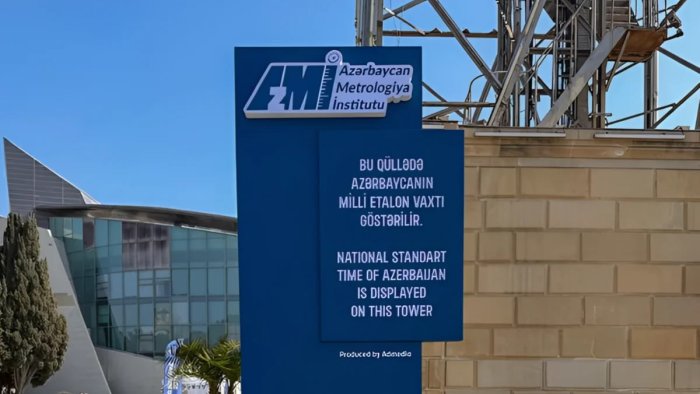 AzMİ
Azərbaycan
Metrologiya
İnstitutu
BU QÜLLƏDƏ
AZƏRBAYCANIN
MİLLİ ETALON VAXTI
GÖSTƏRİLİR.
NATIONAL STANDART
TIME OF AZERBAIJAN
IS DISPLAYED
ON THIS TOWER
Produced by Admedia